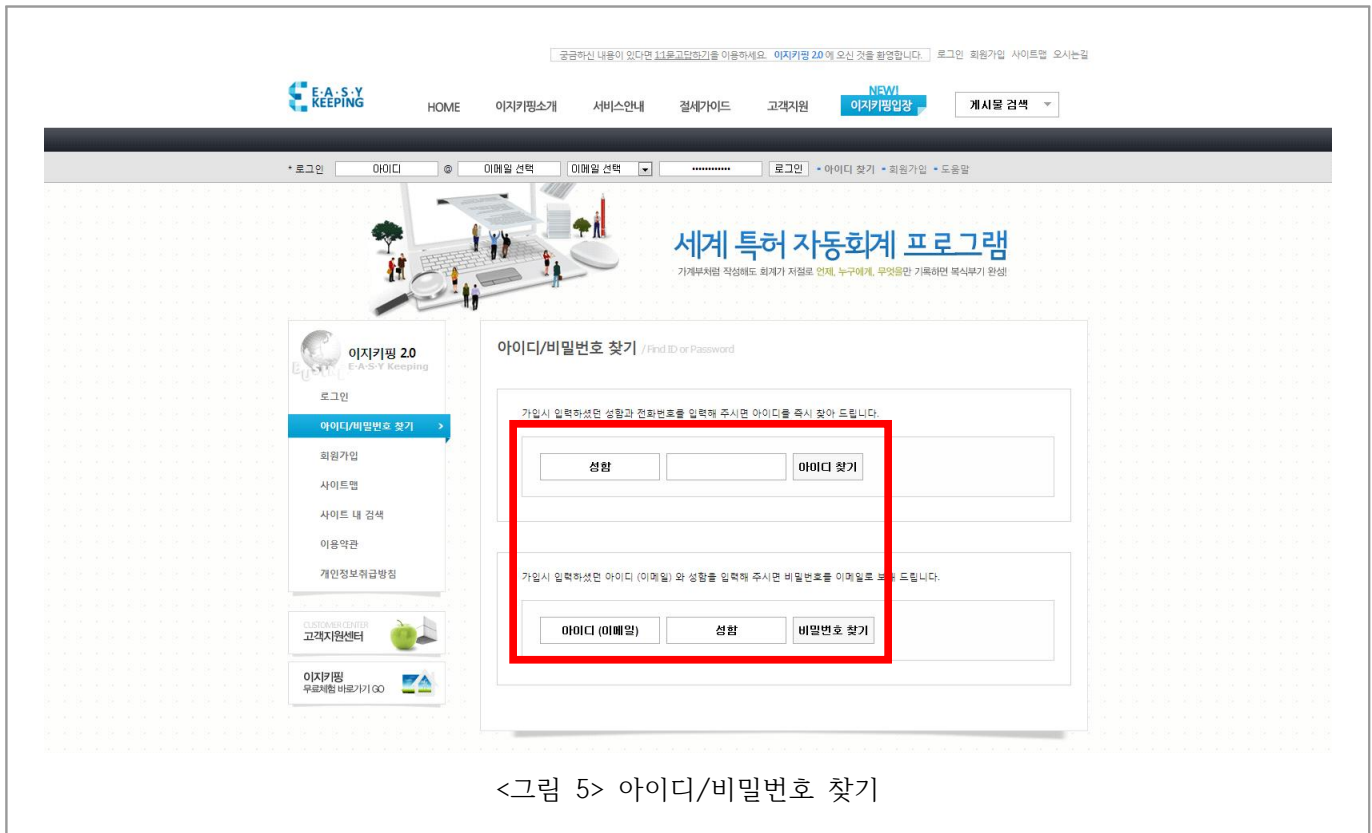 궁금하신 내용이 있다면 1:1묻고답하기을 이용하세요. 이지키핑 2.0 에 오신 것을 환영합니다. 로그인 회원가입 사이트맵 오시는길
E·A·S·Y
KEEPING
HOME 이지키핑소개 서비스안내 절세가이드 고객지원 NEW! 이지키핑입장 게시물 검색
* 로그인 아이디 @ 이메일 선택 이메일 선택 ············ 로그인 아이디 찾기 회원가입 도움말
세계 특허 자동회계 프로그램
가계부처럼 작성해도 회계가 저절로 언제, 누구에게, 무엇을만 기록하면 복식부기 완성!
이지키핑 2.0
E·A·S·Y Keeping
로그인
아이디/비밀번호 찾기
회원가입
사이트맵
사이트 내 검색
이용약관
개인정보취급방침
CUSTOMER CENTER
고객지원센터
이지키핑
무료체험 바로가기 GO
아이디/비밀번호 찾기 / Find ID or Password
가입시 입력하셨던 성함과 전화번호를 입력해 주시면 아이디를 즉시 찾아 드립니다.
성함 아이디 찾기
가입시 입력하셨던 아이디 (이메일) 와 성함을 입력해 주시면 비밀번호를 이메일로 보내 드립니다.
아이디 (이메일) 성함 비밀번호 찾기
<그림 5> 아이디/비밀번호 찾기